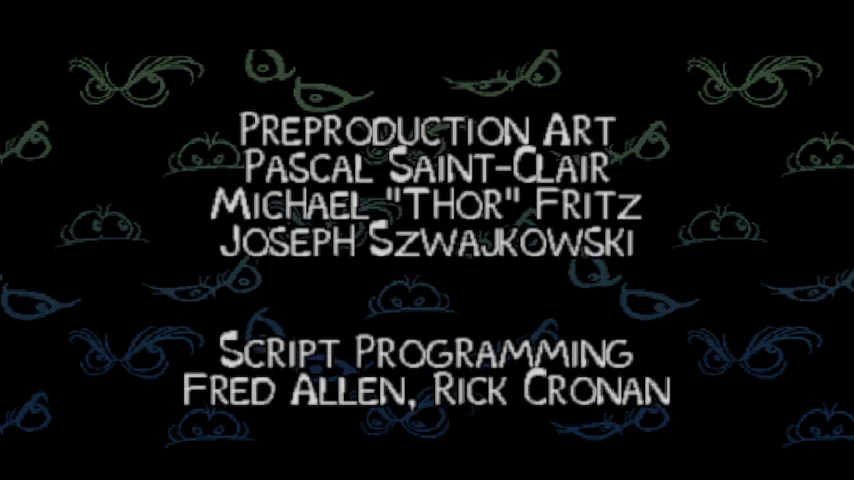 PREPRODUCTION ART
PASCAL SAINT-CLAIR
MICHAEL "THOR" FRITZ
JOSEPH SZWAJKOWSKI
SCRIPT PROGRAMMING
FRED ALLEN, RICK CRONAN